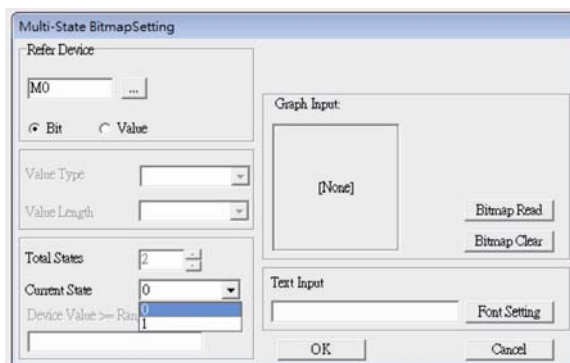 Multi-State BitmapSetting
Refer Device
M0
...
Bit
Value
Value Type
Value Length
Total States
2
Current State
0
0
1
Device Value >=
Graph Input:
[None]
Bitmap Read
Bitmap Clear
Text Input
Font Setting
OK
Cancel